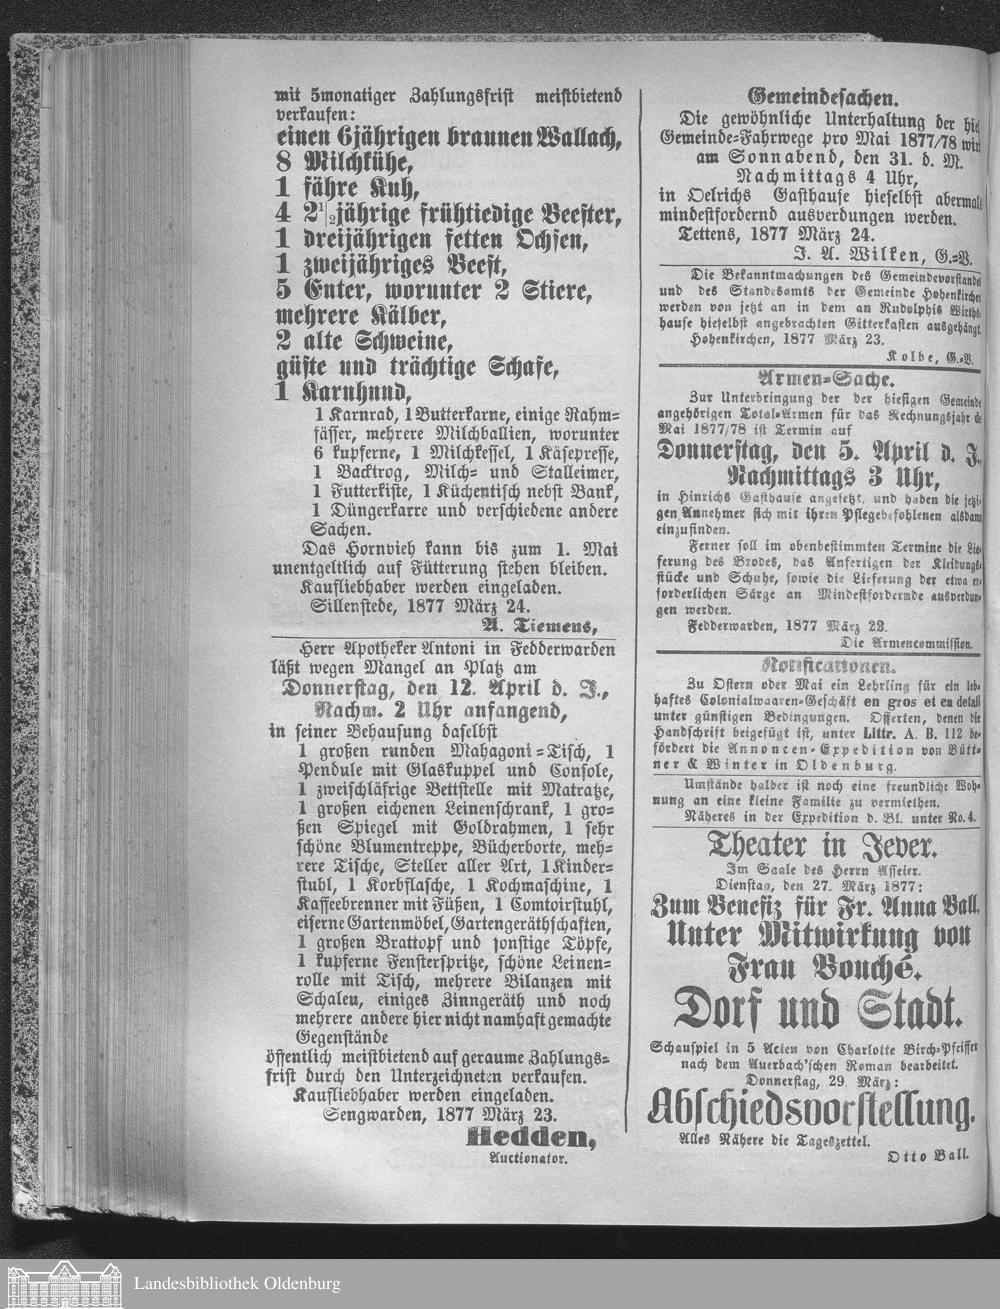 mit 5monatiger Zahlungsfrist meistbietend
verkaufen:
einen 6jährigen braunen Wallach,
8 Milchkühe,
1 fähre Kuh,
4 2 1/2 jährige frühtiedige Beester,
1 dreijährigen fetten Ochsen,
1 zweijähriges Beest,
5 Enter, worunter 2 Stiere,
mehrere Kälber,
2 alte Schweine,
güste und trächtige Schafe,
1 Karnhund,
1 Karnrad, 1 Butterkarne, einige Rahm=
fässer, mehrere Milchballien, worunter
6 kupferne, 1 Milchkessel, 1 Käsepresse,
1 Backtrog, Milch= und Stalleimer,
1 Futterkiste, 1 Küchentisch nebst Bank,
1 Düngerkarre und verschiedene andere
Sachen.
Das Hornvieh kann bis zum 1. Mai
unentgeltlich auf Fütterung stehen bleiben.
Kaufliebhaber werden eingeladen.
Sillenstede, 1877 März 24.
A. Tiemens,
Herr Apotheker Antoni in Fedderwarden
läßt wegen Mangel an Platz am
Donnerstag, den 12. April d. J.,
Nachm. 2 Uhr anfangend,
in seiner Behausung daselbst
1 großen runden Mahagoni=Tisch, 1
Pendule mit Glaskuppel und Console,
1 zweischläfrige Bettstelle mit Matratze,
1 großen eichenen Leinenschrank, 1 gro=
ßen Spiegel mit Goldrahmen, 1 sehr
schöne Blumentreppe, Bücherborte, meh=
rere Tische, Steller aller Art, 1 Kinder=
stuhl, 1 Korbflasche, 1 Kochmaschine, 1
Kaffeebrenner mit Füßen, 1 Comtoirstuhl,
eiserne Gartenmöbel, Gartengeräthschaften,
1 großen Brattopf und sonstige Töpfe,
1 kupferne Fensterspritze, schöne Leinen=
rolle mit Tisch, mehrere Bilanzen mit
Schalen, einiges Zinngeräth und noch
mehrere andere hier nicht namhaft gemachte
Gegenstände
öffentlich meistbietend auf geraume Zahlungs=
frist durch den Unterzeichneten verkaufen.
Kaufliebhaber werden eingeladen.
Sengwarden, 1877 März 23.
Hedden,
Auctionator.
Gemeindesachen.
Die gewöhnliche Unterhaltung der
Gemeinde=Fahrwege pro Mai 1877/78
am Sonnabend, den 31. d. M.
Nachmittags 4 Uhr,
in Oelrichs Gasthause hieselbst abermals
mindestfordernd ausverdungen werden.
Tettens, 1877 März 24.
J. A. Wilken, G.=V.
Die Bekanntmachungen des Gemeindevorstandes
und des Standesamts der Gemeinde Hohenkirchen
werden von jetzt an in dem an Rudolphis Wirths=
hause hieselbst angebrachten Gitterkasten ausgehängt.
Hohenkirchen, 1877 März 23.
Kolbe, G.=V.
Armen=Sache.
Zur Unterbringung der der hiesigen Gemeinde
angehörigen Total=Armen für das Rechnungsjahr
Mai 1877/78 ist Termin auf
Donnerstag, den 5. April d. J.,
Nachmittags 3 Uhr,
in Hinrichs Gasthause angesetzt, und haben die jetzi=
gen Annehmer sich mit ihren Pflegebefohlenen alsdann
einzufinden.
Ferner soll im obenbestimmten Termine die Lie=
ferung des Brodes, das Anfertigen der Kleidungs=
stücke und Schuhe, sowie die Lieferung der etwa er=
forderlichen Särge an Mindestfordernde ausverdun=
gen werden.
Fedderwarden, 1877 März 23.
Die Armencommission.
Notificationen.
Zu Ostern oder Mai ein Lehrling für ein leb=
haftes Colonialwaaren=Geschäft en gros et en detail
unter günstigen Bedingungen. Offerten, denen die
Handschrift beigefügt ist, unter Littr. A. B. 112 be=
fördert die Annoncen=Expedition von Bütt=
ner & Winter in Oldenburg.
Umstände halber ist noch eine freundliche Woh=
nung an eine kleine Familie zu vermiethen.
Näheres in der Expedition d. Bl. unter No. 4.
Theater in Jever.
Im Saale des Herrn Asseier.
Dienstag, den 27. März 1877:
Zum Benefiz für Fr. Anna Ball.
Unter Mitwirkung von
Frau Bouché.
Dorf und Stadt.
Schauspiel in 5 Acten von Charlotte Birch=Pfeiffer
nach dem Auerbach'schen Roman bearbeitet.
Donnerstag, 29. März:
Abschiedsvorstellung.
Alles Nähere die Tageszettel.
Otto Ball.
Landesbibliothek Oldenburg